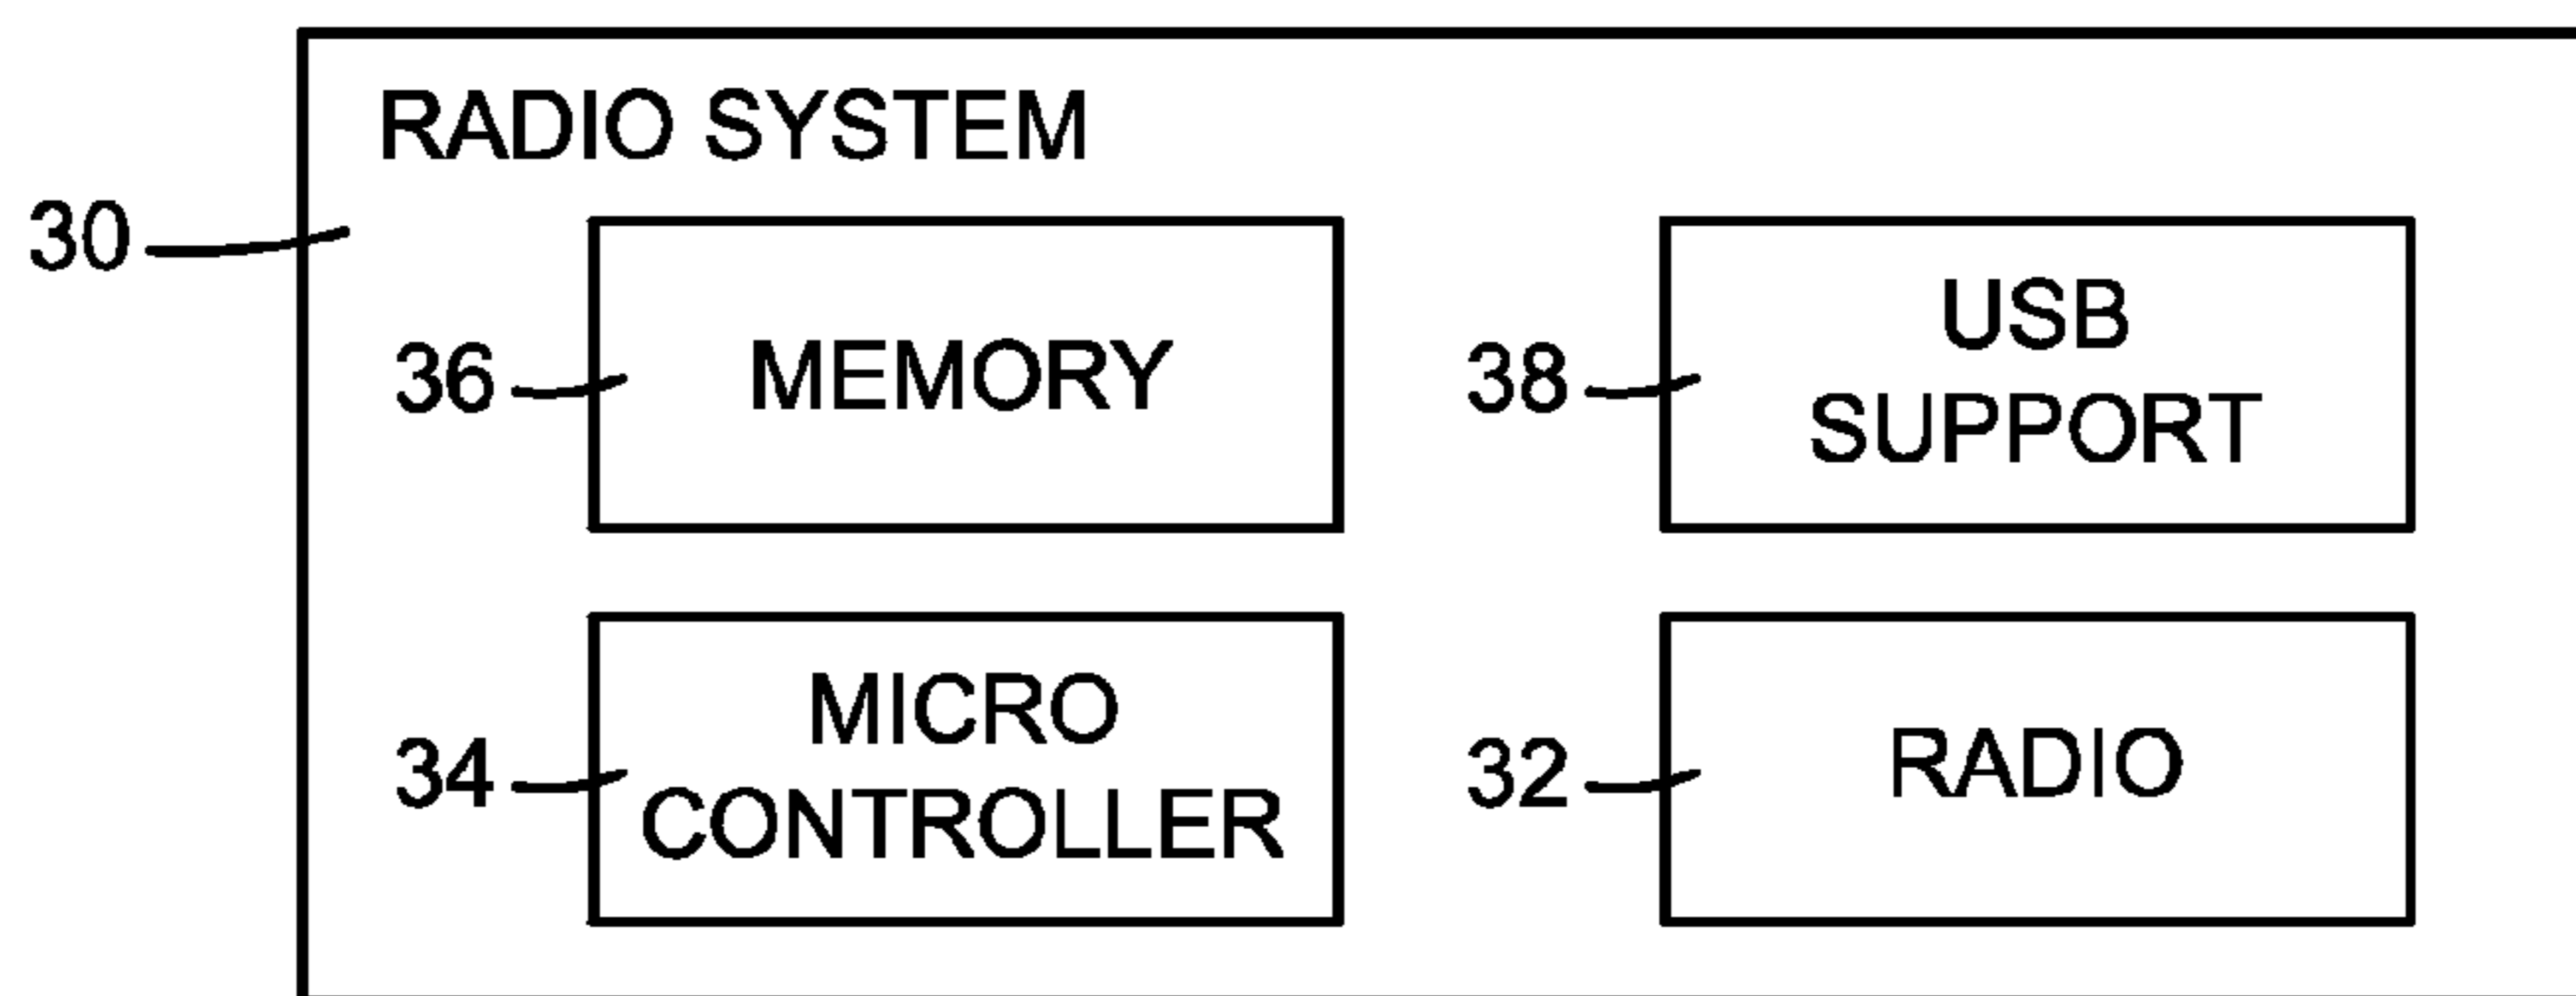 RADIO SYSTEM
30
36
MEMORY
38
USB
SUPPORT
34
MICRO
CONTROLLER
32
RADIO